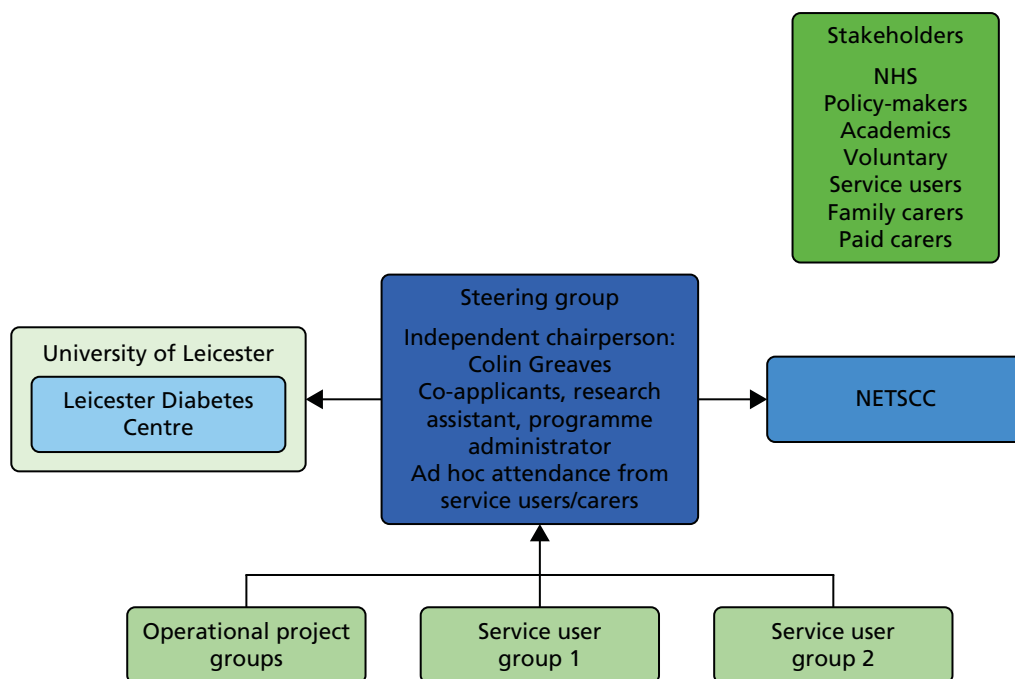 Stakeholders
NHS
Policy-makers
Academics
Voluntary
Service users
Family carers
Paid carers
Steering group
Independent chairperson:
Colin Greaves
Co-applicants, research
assistant, programme
administrator
Ad hoc attendance from
service users/carers
University of Leicester
Leicester Diabetes
Centre
NETSCC
Operational project
groups
Service user
group 1
Service user
group 2